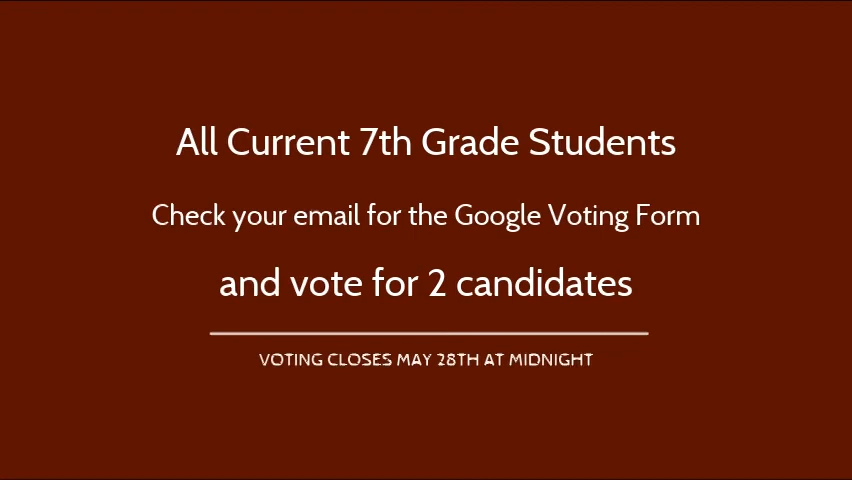 All Current 7th Grade Students
Check your email for the Google Voting Form
and vote for 2 candidates
VOTING CLOSES MAY 28TH AT MIDNIGHT